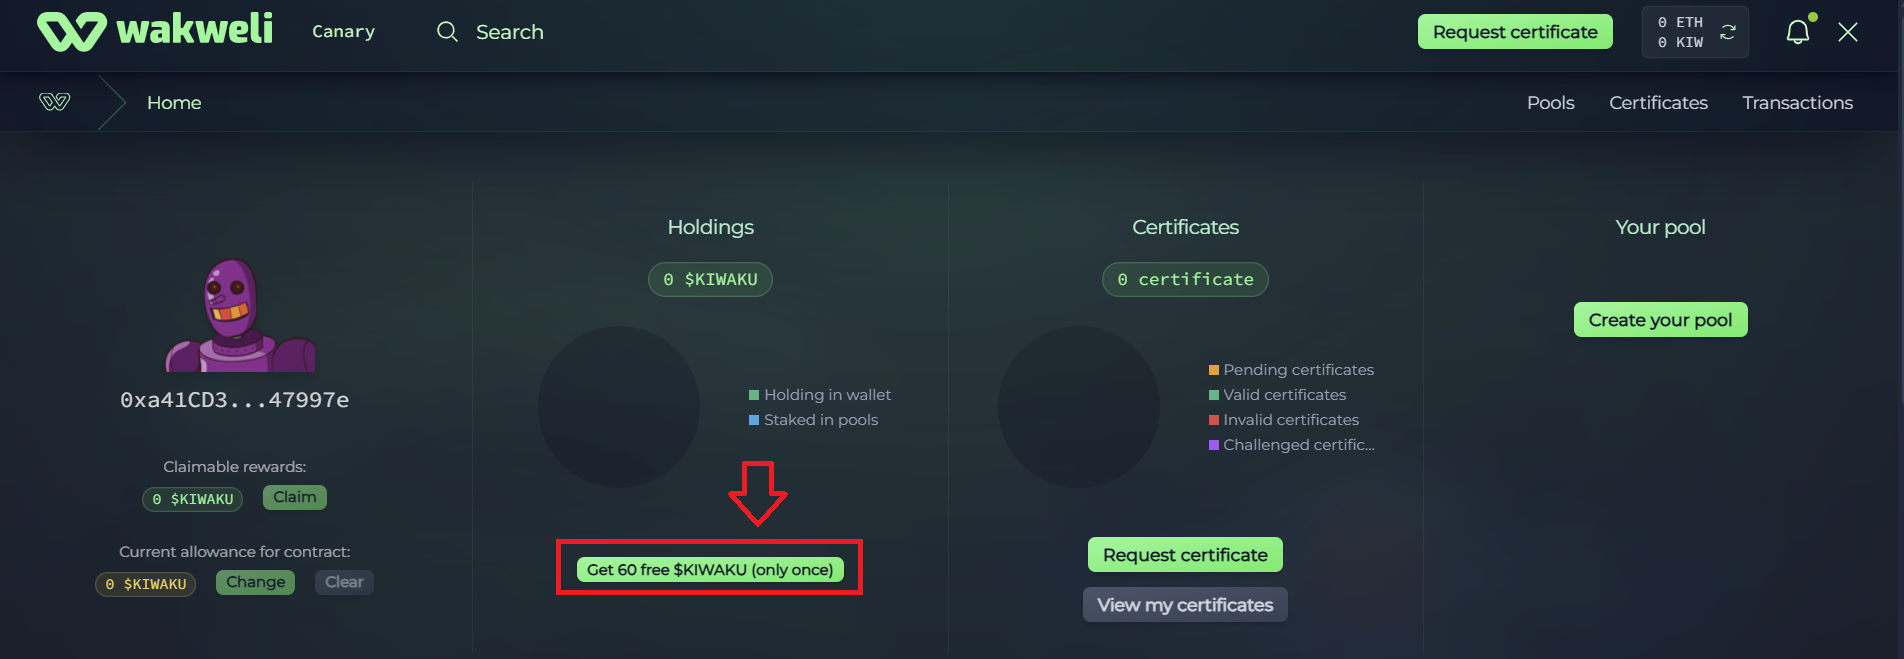 wakweli
Canary
Search
Request certificate
0 ETH
0 KIW
Home
Pools
Certificates
Transactions
0xa41CD3...47997e
Claimable rewards:
0 $KIWAKU
Claim
Current allowance for contract:
0 $KIWAKU
Change
Clear
Holdings
0 $KIWAKU
Holding in wallet
Staked in pools
Get 60 free $KIWAKU (only once)
Certificates
0 certificate
Pending certificates
Valid certificates
Invalid certificates
Challenged certific...
Request certificate
View my certificates
Your pool
Create your pool